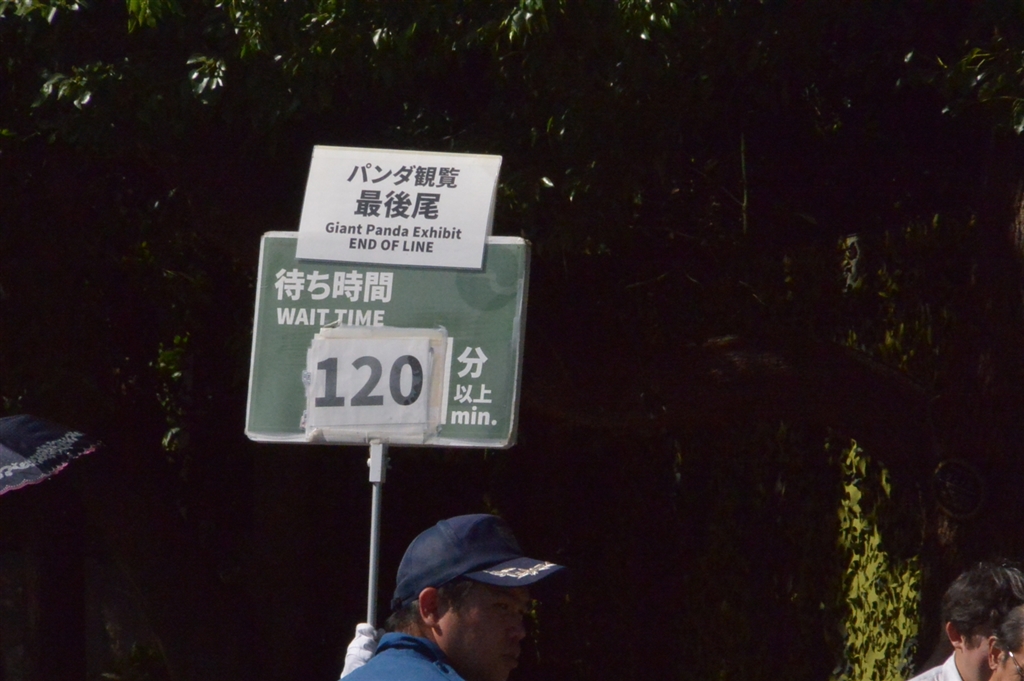 パンダ観覧
最後尾
Giant Panda Exhibit
END OF LINE
待ち時間
WAIT TIME
120
分
以上
min.